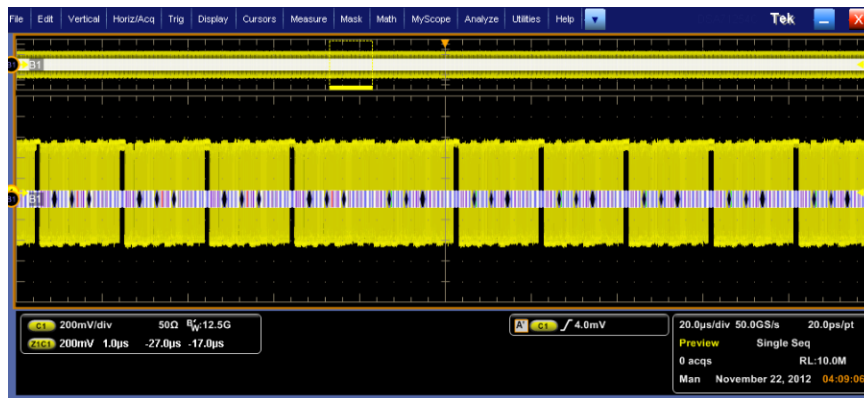 File Edit Vertical Horiz/Acq Trig Display Cursors Measure Mask Math MyScope Analyze Utilities Help Tek X
B1 B1
B1 B1
C1 200mV/div 50Ω BW:12.5G
Z1C1 200mV 1.0µs -27.0µs -17.0µs
A' C1 4.0mV
20.0µs/div 50.0GS/s 20.0ps/pt
Preview Single Seq
0 acqs RL:10.0M
Man November 22, 2012 04:09:06